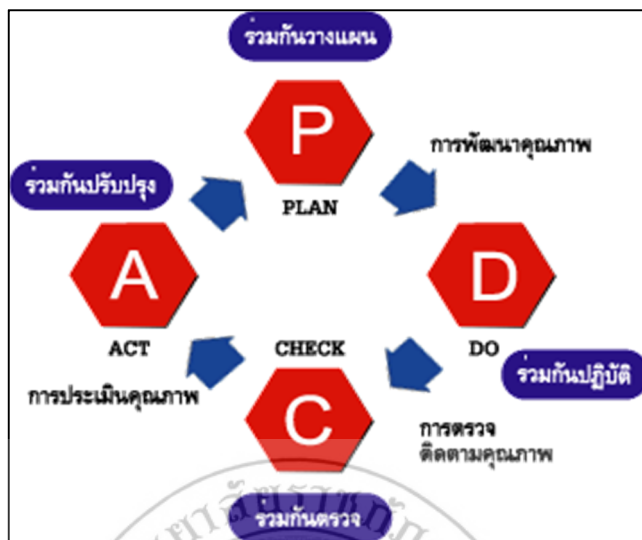 ร่วมกันวางแผน
P
PLAN
การพัฒนาคุณภาพ
ร่วมกันปรับปรุง
A
ACT
D
DO
CHECK
ร่วมกันปฏิบัติ
การประเมินคุณภาพ
C
การตรวจ
ติดตามคุณภาพ
ร่วมกันตรวจ